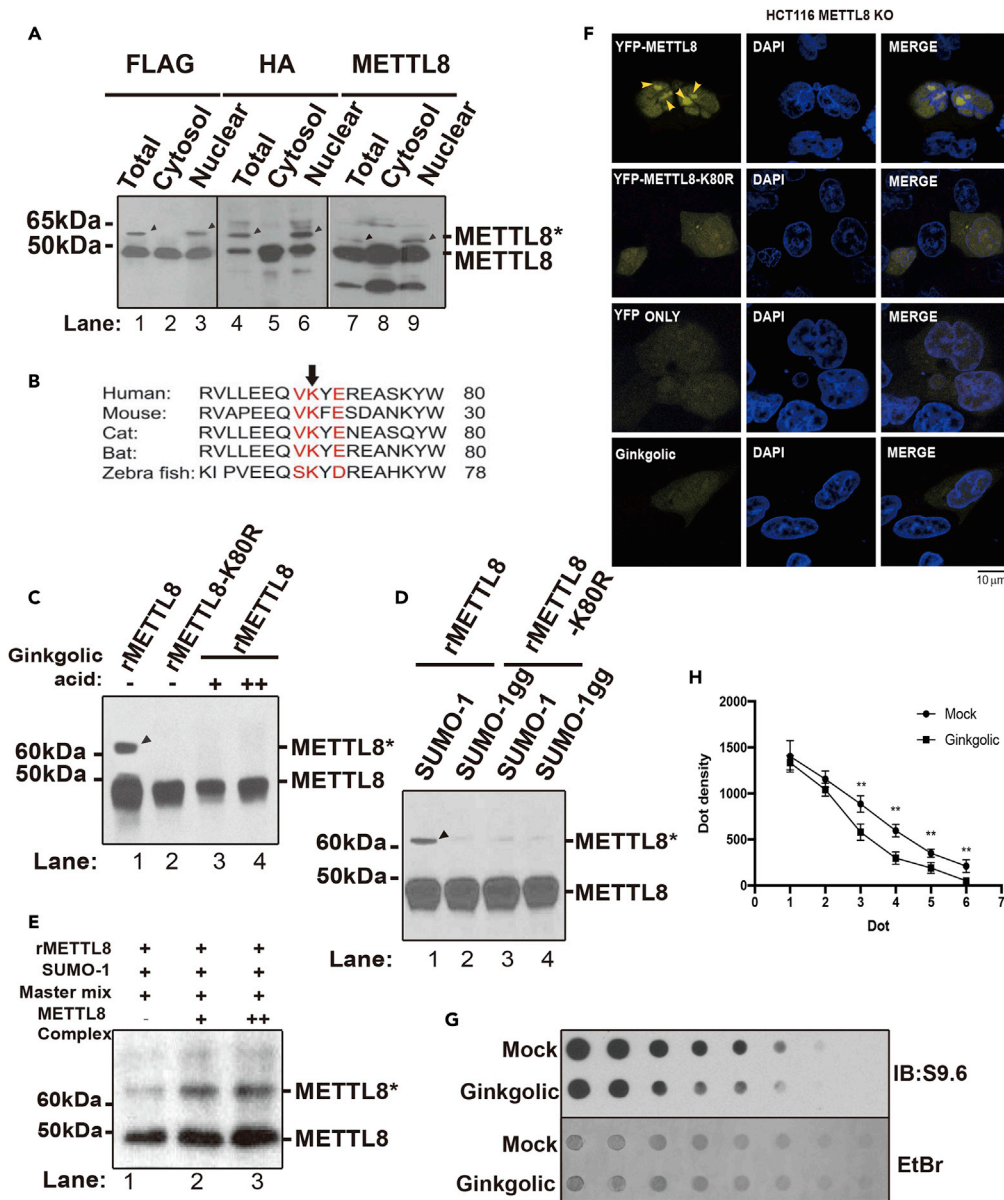 A
FLAG HA METTL8
Total Cytosol Nuclear Total Cytosol Nuclear Total Cytosol Nuclear
65kDa
50kDa
METTL8*
METTL8
Lane: 1 2 3 4 5 6 7 8 9
B
Human: RVLLEEQVKYEREASKYW 80
Mouse: RVAPEEQVKFESDANKYW 30
Cat: RVLLEEQVKYENEASQYW 80
Bat: RVLLEEQVKYEREANKYW 80
Zebra fish: KI PVEEQSKYDREAHKYW 78
C
rMETTL8 rMETTL8-K80R rMETTL8
Ginkgolic
acid: - - + ++
60kDa
50kDa
METTL8*
METTL8
Lane: 1 2 3 4
D
rMETTL8 rMETTL8
-K80R
SUMO-1 SUMO-1gg SUMO-1 SUMO-1gg
60kDa
50kDa
METTL8*
METTL8
Lane: 1 2 3 4
E
rMETTL8 + + +
SUMO-1 + + +
Master mix + + +
METTL8 - + ++
Complex
60kDa
50kDa
METTL8*
METTL8
Lane: 1 2 3
F
HCT116 METTL8 KO
YFP-METTL8 DAPI MERGE
YFP-METTL8-K80R DAPI MERGE
YFP ONLY DAPI MERGE
Ginkgolic DAPI MERGE
10 µm
H
2000
1500
1000
500
0
Dot density
Mock
Ginkgolic
** ** ** **
0 1 2 3 4 5 6 7
Dot
G
Mock
Ginkgolic
IB:S9.6
Mock
Ginkgolic
EtBr